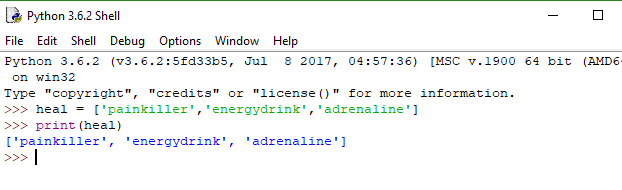 Python 3.6.2 Shell
File Edit Shell Debug Options Window Help
Python 3.6.2 (v3.6.2:5fd33b5, Jul  8 2017, 04:57:36) [MSC v.1900 64 bit (AMD6
 on win32
Type "copyright", "credits" or "license()" for more information.
>>> heal = ['painkiller','energydrink','adrenaline']
>>> print(heal)
['painkiller', 'energydrink', 'adrenaline']
>>>